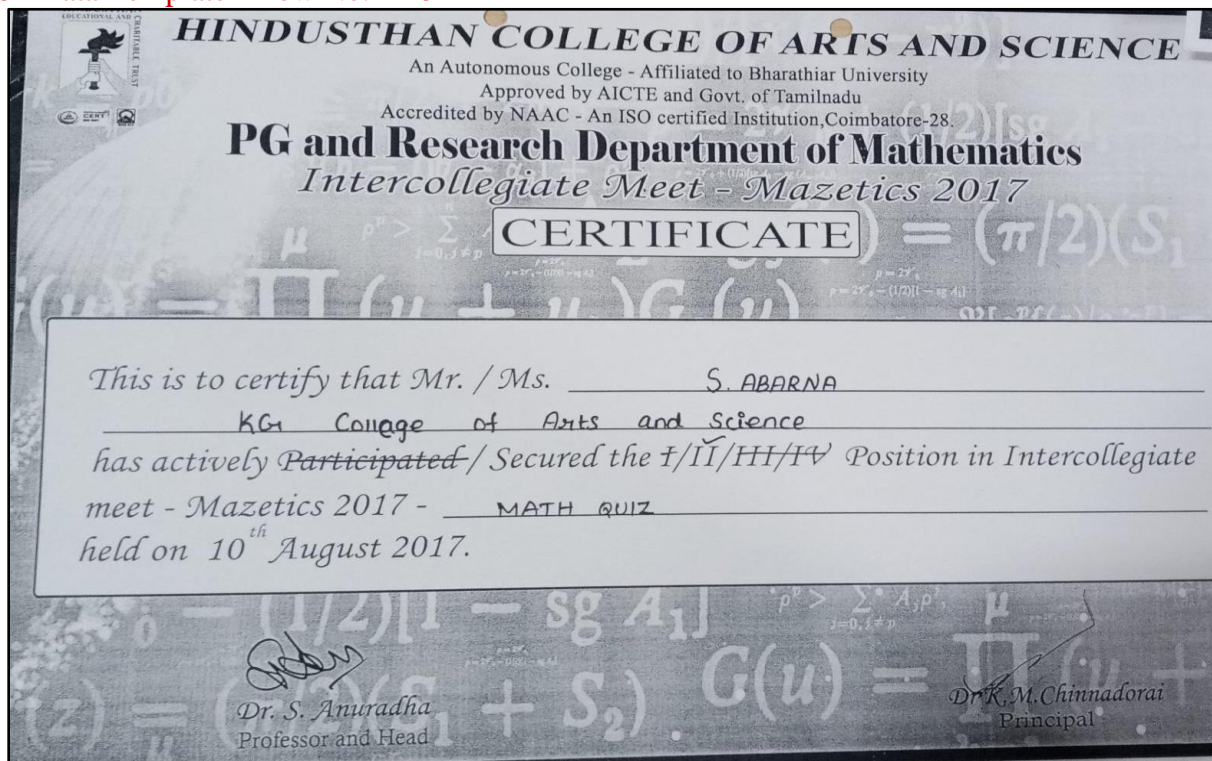 EDUCATIONAL AND CHARITABLE TRUST
HINDUSTHAN COLLEGE OF ARTS AND SCIENCE
An Autonomous College - Affiliated to Bharathiar University
Approved by AICTE and Govt. of Tamilnadu
Accredited by NAAC - An ISO certified Institution,Coimbatore-28.
PG and Research Department of Mathematics
Intercollegiate Meet - Mazetics 2017
CERTIFICATE
This is to certify that Mr. / Ms. S. ABARNA
KG College of Arts and Science
has actively Participated / Secured the I/II/III/IV Position in Intercollegiate
meet - Mazetics 2017 - MATH QUIZ
held on 10th August 2017.
Dr. S. Anuradha
Professor and Head
Dr K.M.Chinnadorai
Principal